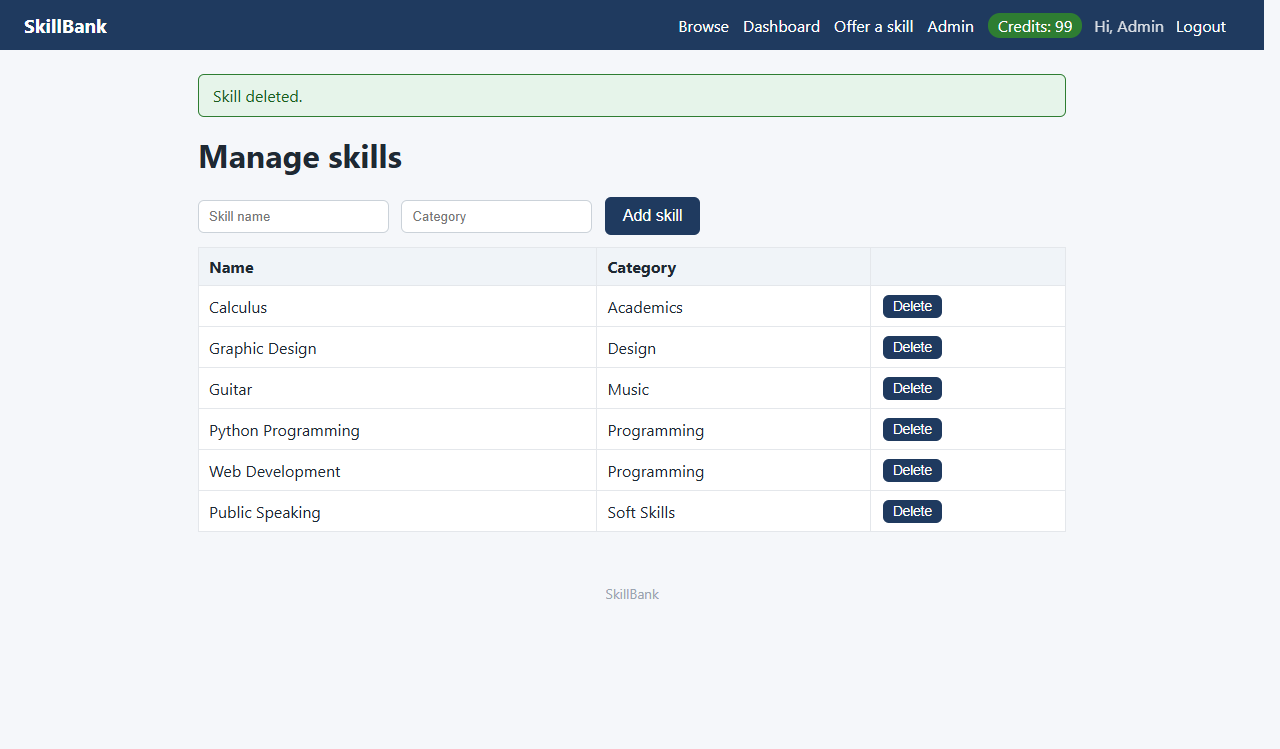 SkillBank Browse Dashboard Offer a skill Admin Credits: 99 Hi, Admin Logout
Skill deleted.
Manage skills
Skill name Category Add skill
Name Category
Calculus Academics Delete
Graphic Design Design Delete
Guitar Music Delete
Python Programming Programming Delete
Web Development Programming Delete
Public Speaking Soft Skills Delete
SkillBank